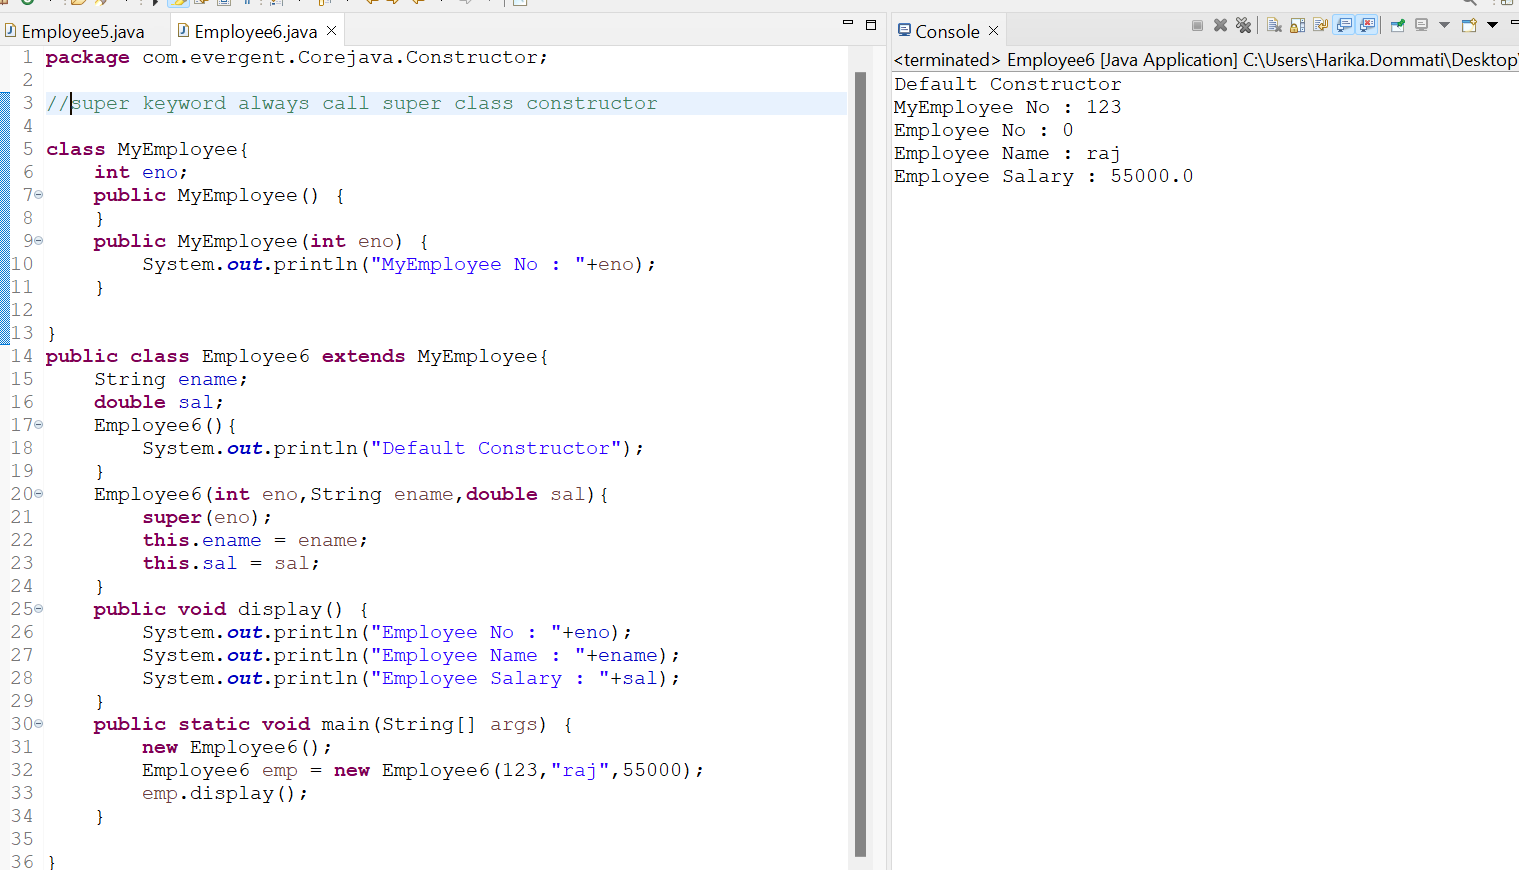 Employee5.java
Employee6.java
1 package com.evergent.Corejava.Constructor;
2
3 //super keyword always call super class constructor
4
5 class MyEmployee{
6 int eno;
7 public MyEmployee() {
8 }
9 public MyEmployee(int eno) {
10 System.out.println("MyEmployee No : "+eno);
11 }
12
13 }
14 public class Employee6 extends MyEmployee{
15 String ename;
16 double sal;
17 Employee6(){
18 System.out.println("Default Constructor");
19 }
20 Employee6(int eno,String ename,double sal){
21 super(eno);
22 this.ename = ename;
23 this.sal = sal;
24 }
25 public void display() {
26 System.out.println("Employee No : "+eno);
27 System.out.println("Employee Name : "+ename);
28 System.out.println("Employee Salary : "+sal);
29 }
30 public static void main(String[] args) {
31 new Employee6();
32 Employee6 emp = new Employee6(123,"raj",55000);
33 emp.display();
34 }
35
36 }
Console
<terminated> Employee6 [Java Application] C:\Users\Harika.Dommati\Desktop\
Default Constructor
MyEmployee No : 123
Employee No : 0
Employee Name : raj
Employee Salary : 55000.0